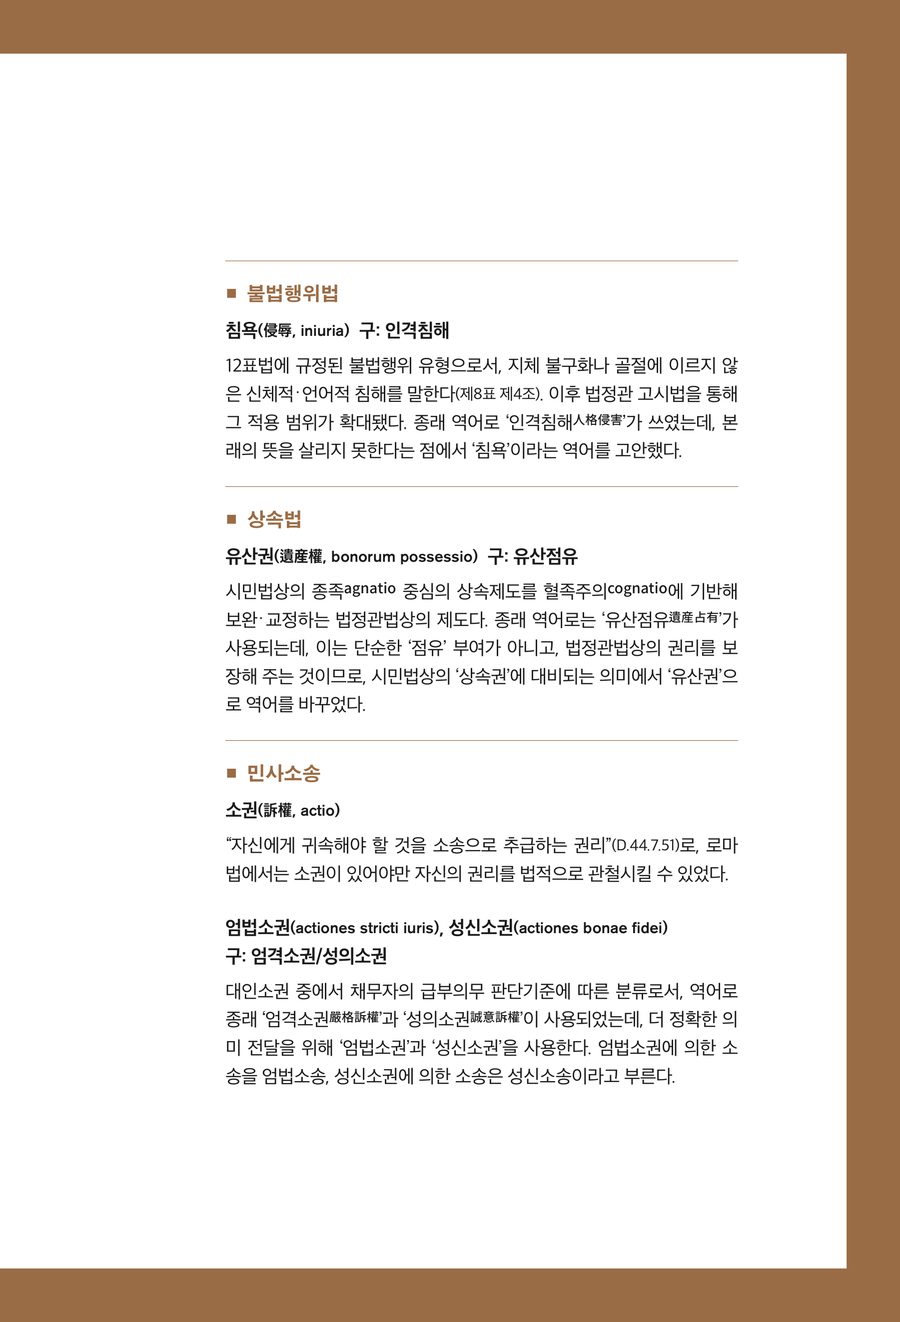 ■ 불법행위법
침욕(侵辱, iniuria) 구: 인격침해
12표법에 규정된 불법행위 유형으로서, 지체 불구화나 골절에 이르지 않
은 신체적·언어적 침해를 말한다(제8표 제4조). 이후 법정관 고시법을 통해
그 적용 범위가 확대됐다. 종래 역어로 ‘인격침해人格侵害’가 쓰였는데, 본
래의 뜻을 살리지 못한다는 점에서 ‘침욕’이라는 역어를 고안했다.
■ 상속법
유산권(遺産權, bonorum possessio) 구: 유산점유
시민법상의 종족agnatio 중심의 상속제도를 혈족주의cognatio에 기반해
보완·교정하는 법정관법상의 제도다. 종래 역어로는 ‘유산점유遺産占有’가
사용되는데, 이는 단순한 ‘점유’ 부여가 아니고, 법정관법상의 권리를 보
장해 주는 것이므로, 시민법상의 ‘상속권’에 대비되는 의미에서 ‘유산권’으
로 역어를 바꾸었다.
■ 민사소송
소권(訴權, actio)
“자신에게 귀속해야 할 것을 소송으로 추급하는 권리”(D.44.7.51)로, 로마
법에서는 소권이 있어야만 자신의 권리를 법적으로 관철시킬 수 있었다.
엄법소권(actiones stricti iuris), 성신소권(actiones bonae fidei)
구: 엄격소권/성의소권
대인소권 중에서 채무자의 급부의무 판단기준에 따른 분류로서, 역어로
종래 ‘엄격소권嚴格訴權’과 ‘성의소권誠意訴權’이 사용되었는데, 더 정확한 의
미 전달을 위해 ‘엄법소권’과 ‘성신소권’을 사용한다. 엄법소권에 의한 소
송을 엄법소송, 성신소권에 의한 소송은 성신소송이라고 부른다.